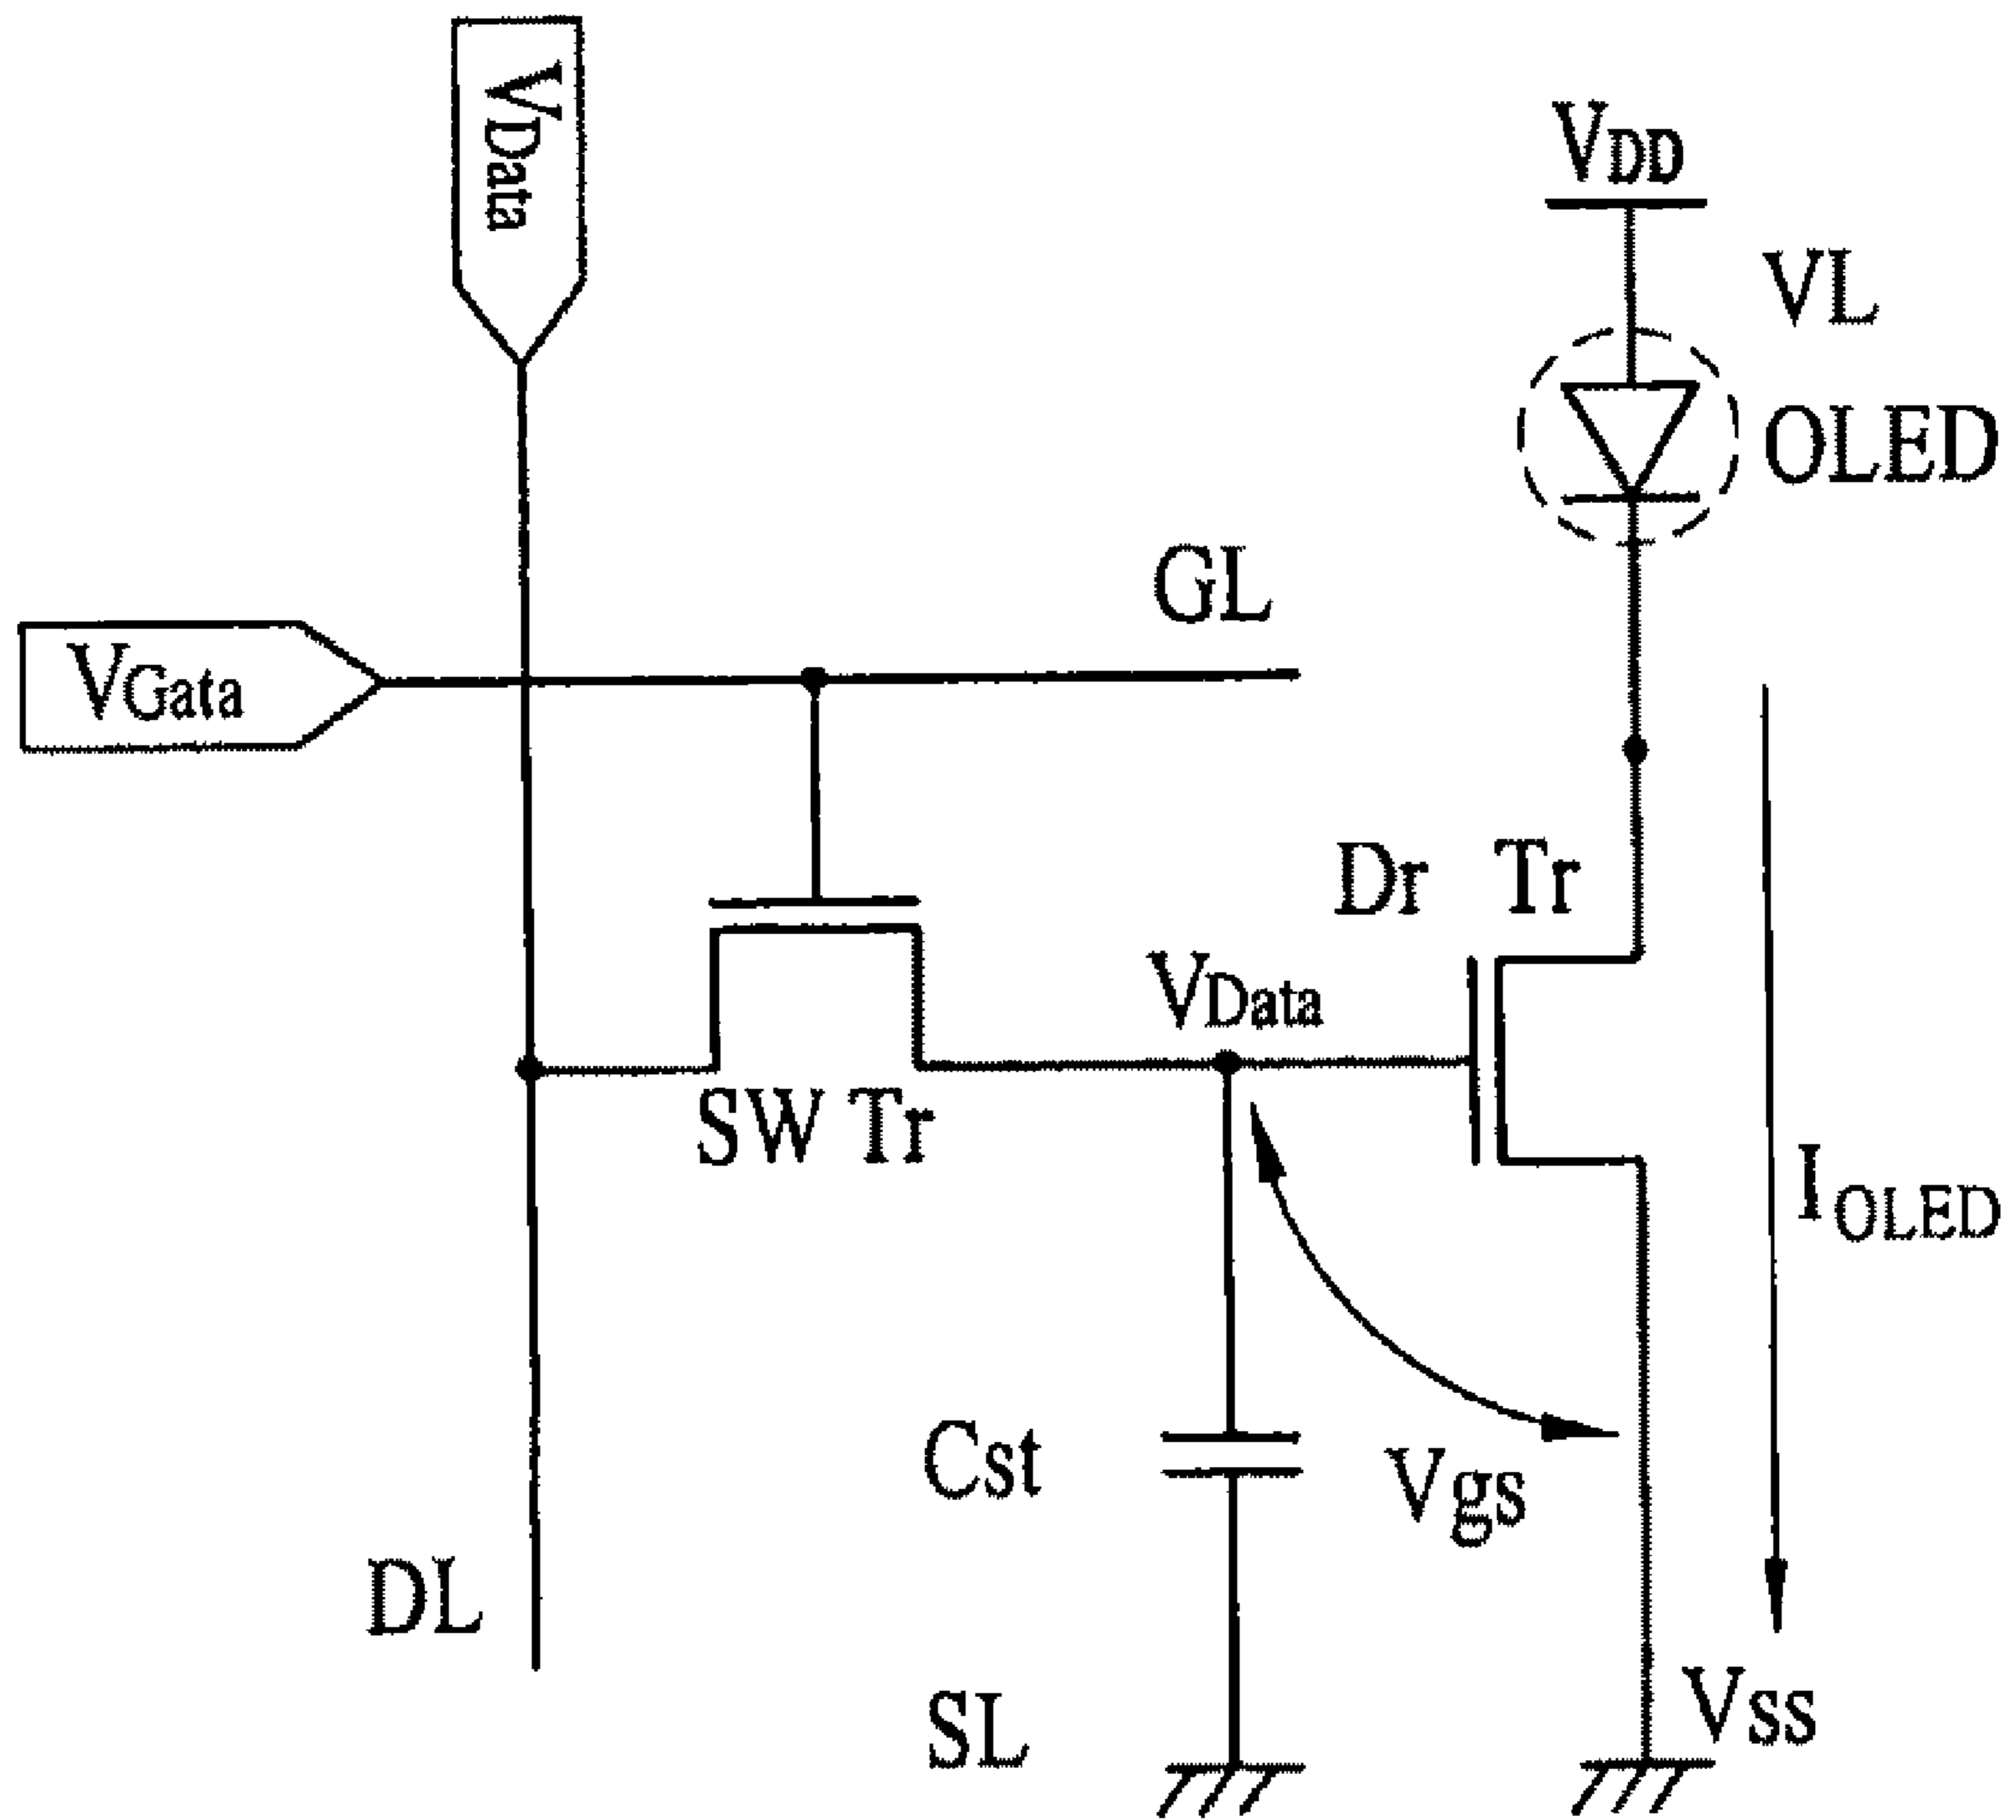 VData
VDD
VL
OLED
GL
VGata
Dr Tr
VData
SW Tr
IOLED
Cst
Vgs
DL
SL
Vss